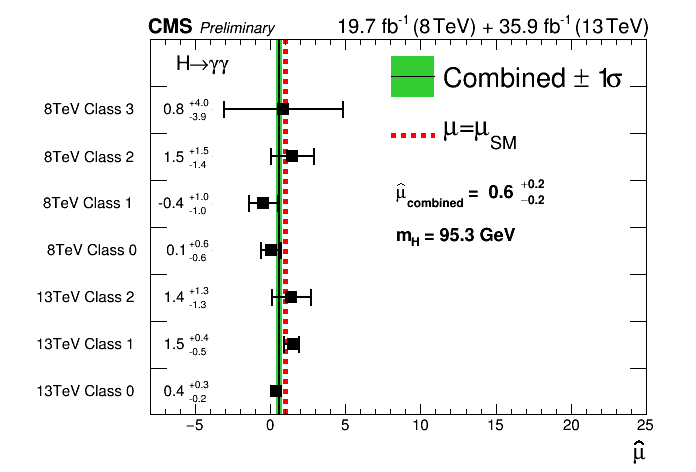 CMS Preliminary 19.7 fb⁻¹ (8 TeV) + 35.9 fb⁻¹ (13 TeV)
H→γγ
Combined ± 1σ
μ=μ_SM
μ̂_combined = 0.6 +0.2 −0.2
m_H = 95.3 GeV
8TeV Class 3 0.8 +4.0 -3.9
8TeV Class 2 1.5 +1.5 -1.4
8TeV Class 1 -0.4 +1.0 -1.0
8TeV Class 0 0.1 +0.6 -0.6
13TeV Class 2 1.4 +1.3 -1.3
13TeV Class 1 1.5 +0.4 -0.5
13TeV Class 0 0.4 +0.3 -0.2
−5 0 5 10 15 20 25
μ̂